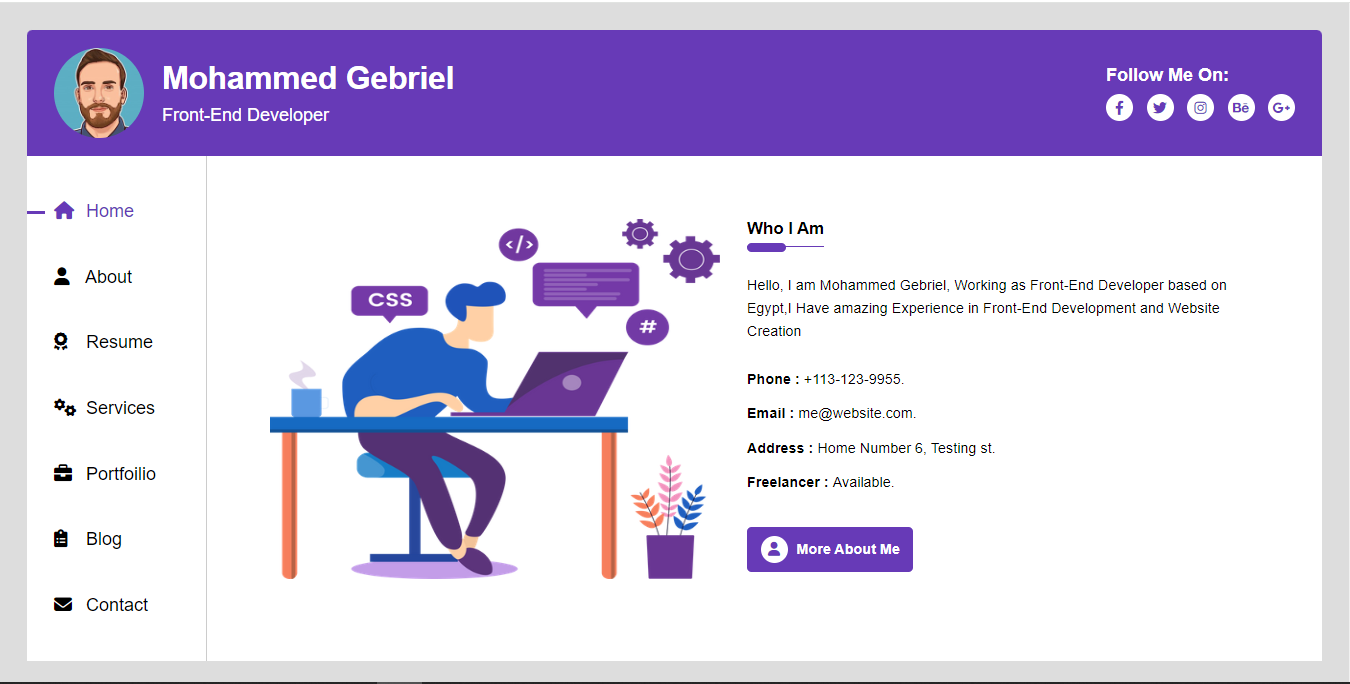 Mohammed Gebriel
Front-End Developer
Follow Me On:
Bē
G+
Home
About
Resume
Services
Portfoilio
Blog
Contact
</>
CSS
#
Who I Am
Hello, I am Mohammed Gebriel, Working as Front-End Developer based on
Egypt,I Have amazing Experience in Front-End Development and Website
Creation
Phone : +113-123-9955.
Email : me@website.com.
Address : Home Number 6, Testing st.
Freelancer : Available.
More About Me